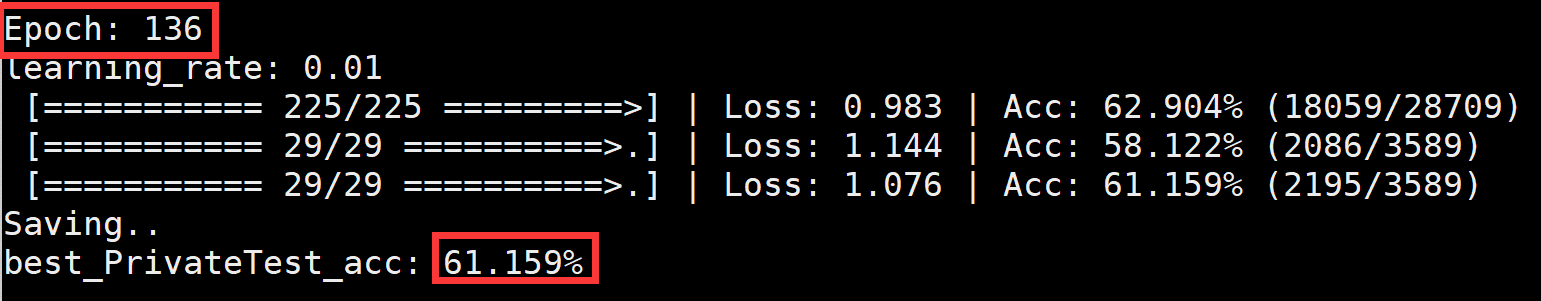 Epoch: 136
learning_rate: 0.01
[=========== 225/225 =========>] | Loss: 0.983 | Acc: 62.904% (18059/28709)
[=========== 29/29 ==========>.] | Loss: 1.144 | Acc: 58.122% (2086/3589)
[=========== 29/29 ==========>.] | Loss: 1.076 | Acc: 61.159% (2195/3589)
Saving..
best_PrivateTest_acc: 61.159%